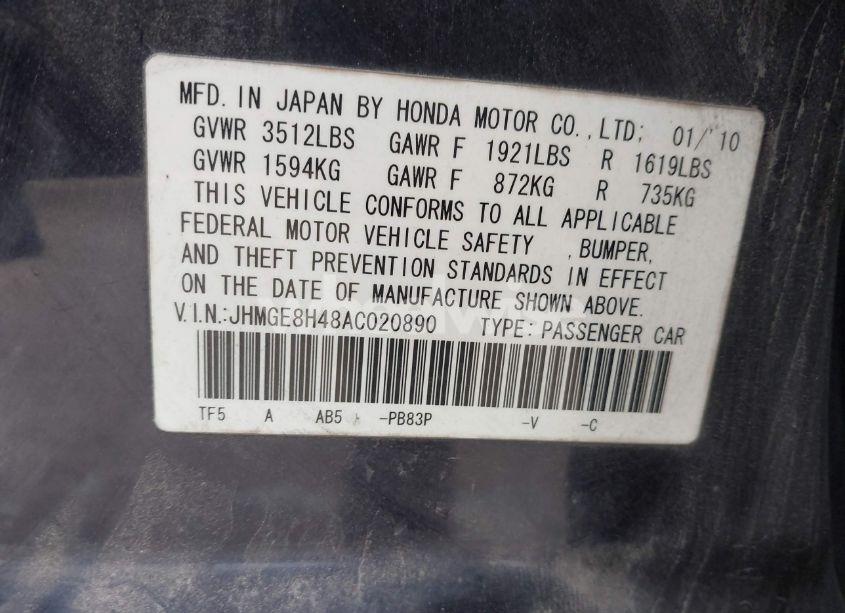 MFD. IN JAPAN BY HONDA MOTOR CO.,LTD; 01/'10
GVWR 3512LBS GAWR F 1921LBS R 1619LBS
GVWR 1594KG GAWR F 872KG R 735KG
THIS VEHICLE CONFORMS TO ALL APPLICABLE
FEDERAL MOTOR VEHICLE SAFETY , BUMPER,
AND THEFT PREVENTION STANDARDS IN EFFECT
ON THE DATE OF MANUFACTURE SHOWN ABOVE.
V.I.N.:JHMGE8H48AC020890 TYPE: PASSENGER CAR
TF5 A AB5 -PB83P -V -C